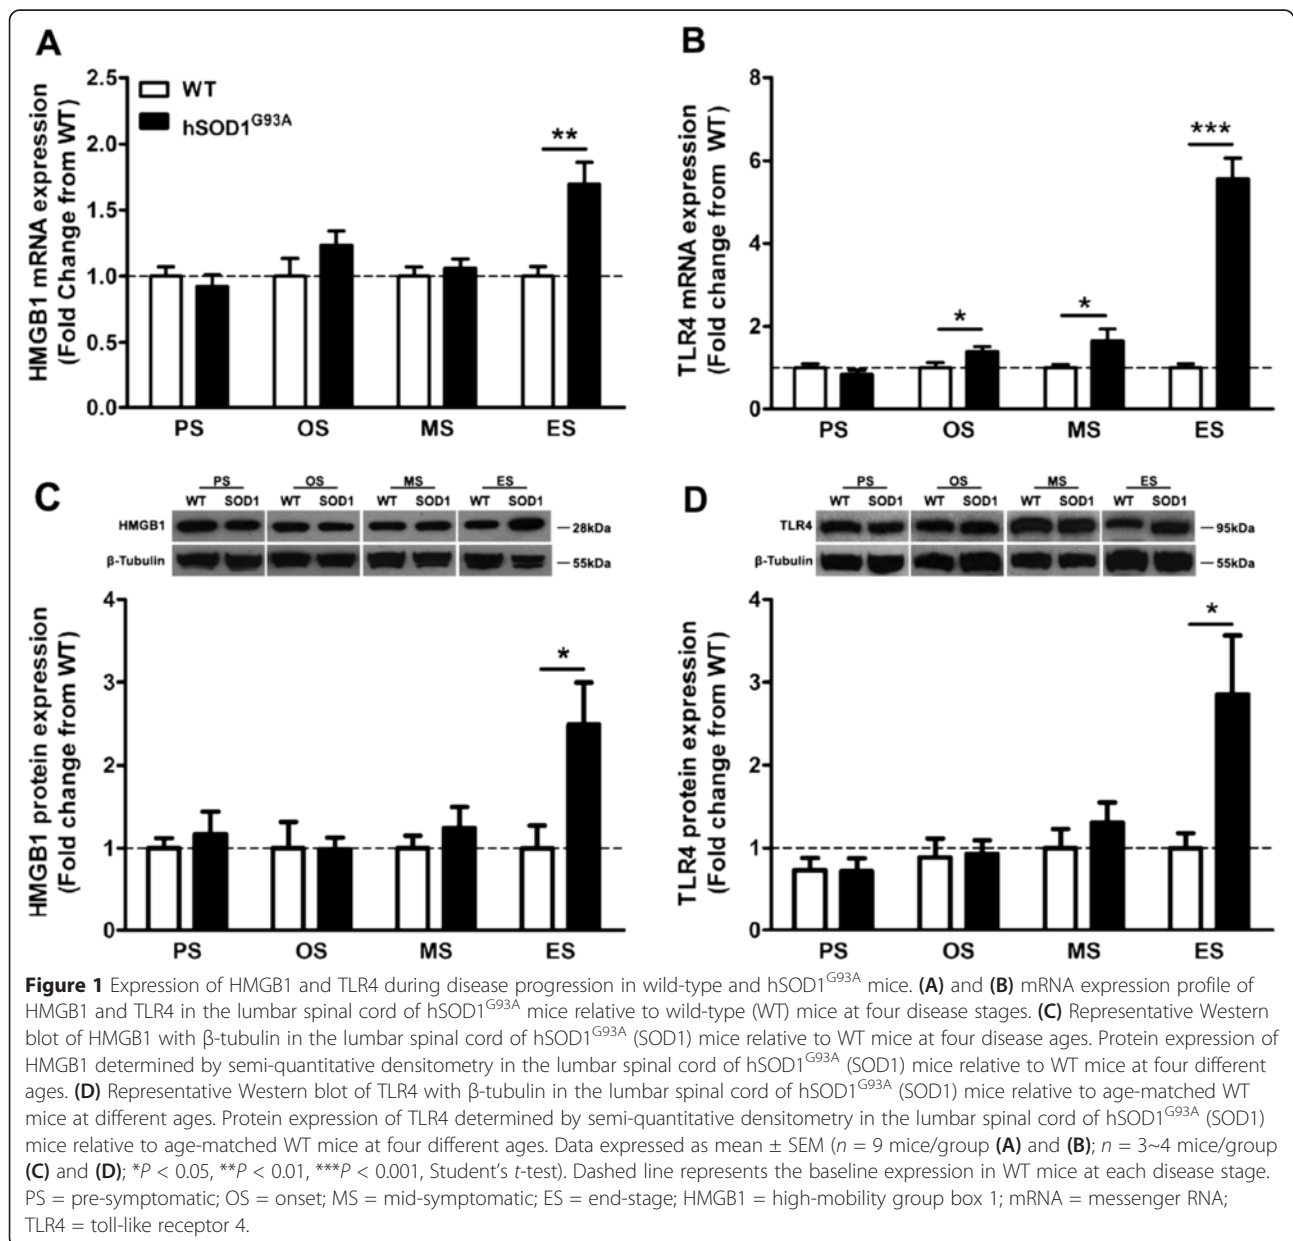 A
HMGB1 mRNA expression
(Fold Change from WT)
2.5
2.0
1.5
1.0
0.5
0.0
WT
hSOD1G93A
**
PS OS MS ES
B
TLR4 mRNA expression
(Fold change from WT)
8
6
4
2
0
*
*
***
PS OS MS ES
C
PS OS MS ES
WT SOD1 WT SOD1 WT SOD1 WT SOD1
HMGB1 —28kDa
β-Tubulin —55kDa
HMGB1 protein expression
(Fold change from WT)
4
3
2
1
0
*
PS OS MS ES
D
PS OS MS ES
WT SOD1 WT SOD1 WT SOD1 WT SOD1
TLR4 —95kDa
β-Tubulin —55kDa
TLR4 protein expression
(Fold change from WT)
4
3
2
1
0
*
PS OS MS ES
Figure 1 Expression of HMGB1 and TLR4 during disease progression in wild-type and hSOD1G93A mice. (A) and (B) mRNA expression profile of
HMGB1 and TLR4 in the lumbar spinal cord of hSOD1G93A mice relative to wild-type (WT) mice at four disease stages. (C) Representative Western
blot of HMGB1 with β-tubulin in the lumbar spinal cord of hSOD1G93A (SOD1) mice relative to WT mice at four disease ages. Protein expression of
HMGB1 determined by semi-quantitative densitometry in the lumbar spinal cord of hSOD1G93A (SOD1) mice relative to WT mice at four different
ages. (D) Representative Western blot of TLR4 with β-tubulin in the lumbar spinal cord of hSOD1G93A (SOD1) mice relative to age-matched WT
mice at different ages. Protein expression of TLR4 determined by semi-quantitative densitometry in the lumbar spinal cord of hSOD1G93A (SOD1)
mice relative to age-matched WT mice at four different ages. Data expressed as mean ± SEM (n = 9 mice/group (A) and (B); n = 3~4 mice/group
(C) and (D); *P < 0.05, **P < 0.01, ***P < 0.001, Student's t-test). Dashed line represents the baseline expression in WT mice at each disease stage.
PS = pre-symptomatic; OS = onset; MS = mid-symptomatic; ES = end-stage; HMGB1 = high-mobility group box 1; mRNA = messenger RNA;
TLR4 = toll-like receptor 4.